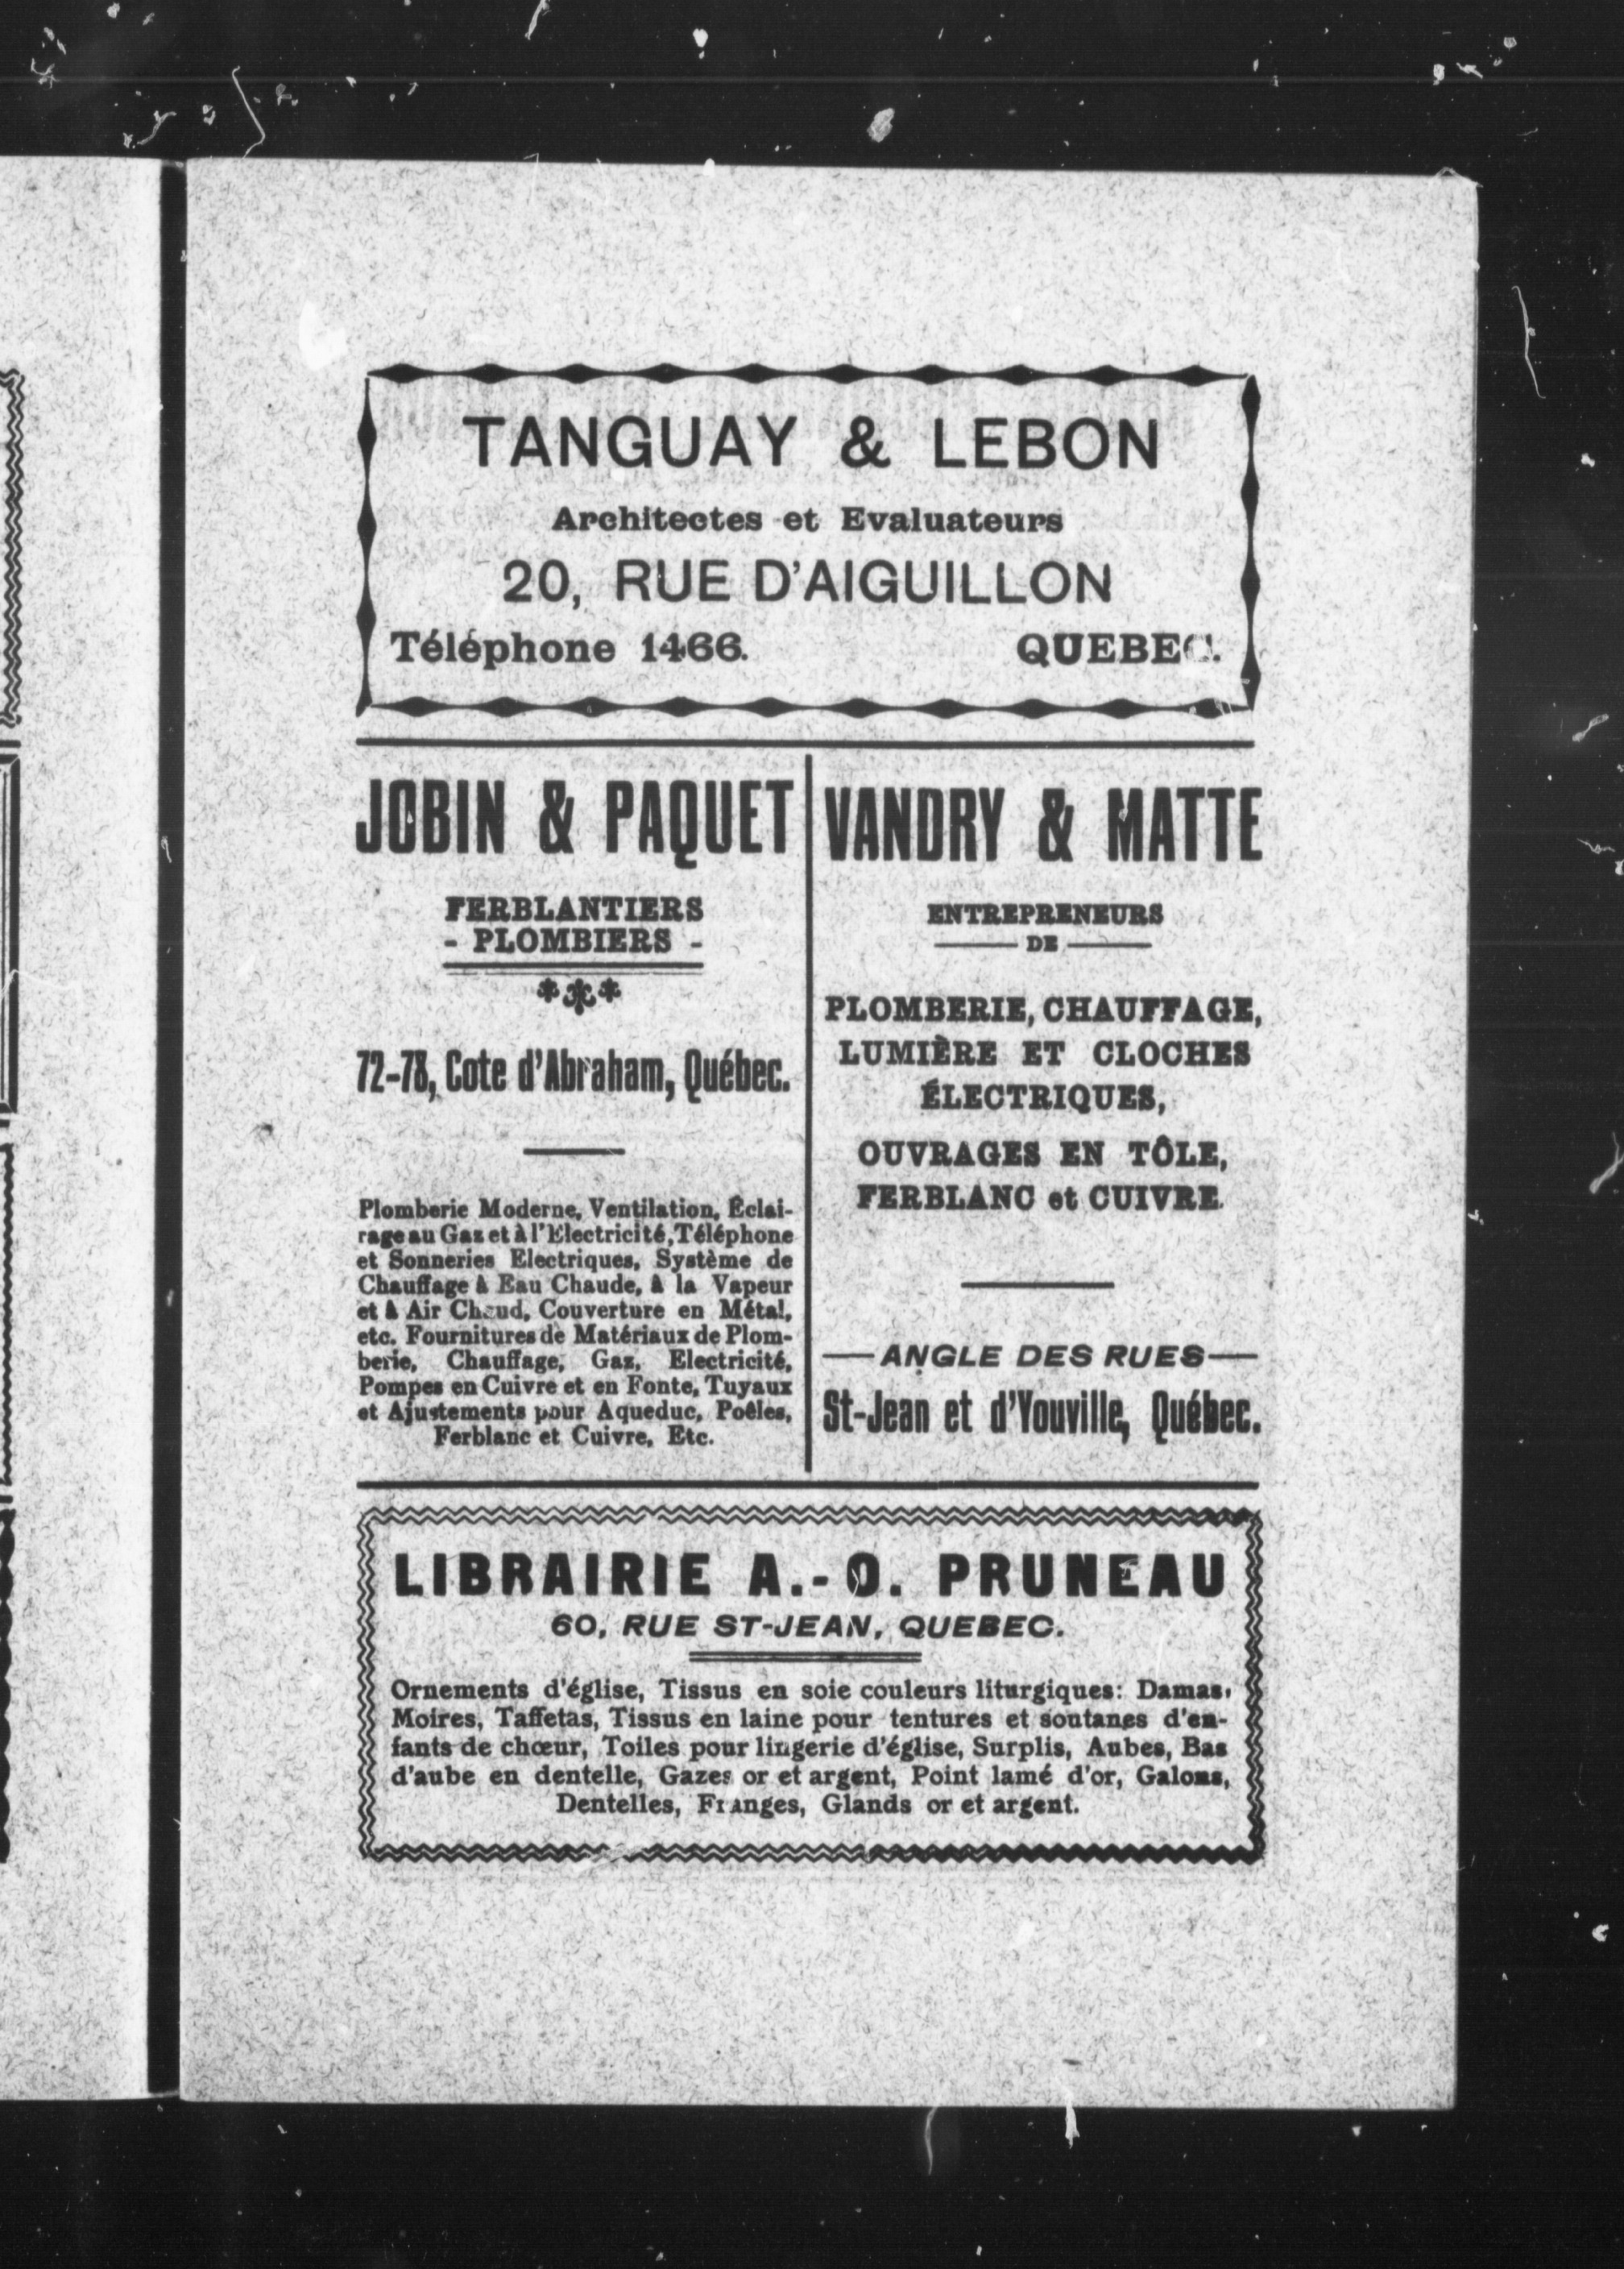 TANGUAY & LEBON
Architectes et Evaluateurs
20, RUE D'AIGUILLON
Téléphone 1466. QUEBEC.
JOBIN & PAQUET
FERBLANTIERS
- PLOMBIERS -
72-78, Cote d'Abraham, Québec.
Plomberie Moderne, Ventilation, Éclai-
rage au Gaz et à l'Electricité, Téléphone
et Sonneries Electriques, Système de
Chauffage à Eau Chaude, à la Vapeur
et à Air Chaud, Couverture en Métal,
etc. Fournitures de Matériaux de Plom-
berie, Chauffage, Gaz, Electricité,
Pompes en Cuivre et en Fonte, Tuyaux
et Ajustements pour Aqueduc, Poêles,
Ferblanc et Cuivre, Etc.
VANDRY & MATTE
ENTREPRENEURS
DE
PLOMBERIE, CHAUFFAGE,
LUMIÈRE ET CLOCHES
ÉLECTRIQUES,
OUVRAGES EN TÔLE,
FERBLANC et CUIVRE.
ANGLE DES RUES
St-Jean et d'Youville, Québec.
LIBRAIRIE A.-O. PRUNEAU
60, RUE ST-JEAN, QUEBEC.
Ornements d'église, Tissus en soie couleurs liturgiques: Damas,
Moires, Taffetas, Tissus en laine pour tentures et soutanes d'en-
fants de chœur, Toiles pour lingerie d'église, Surplis, Aubes, Bas
d'aube en dentelle, Gazes or et argent, Point lamé d'or, Galons,
Dentelles, Franges, Glands or et argent.